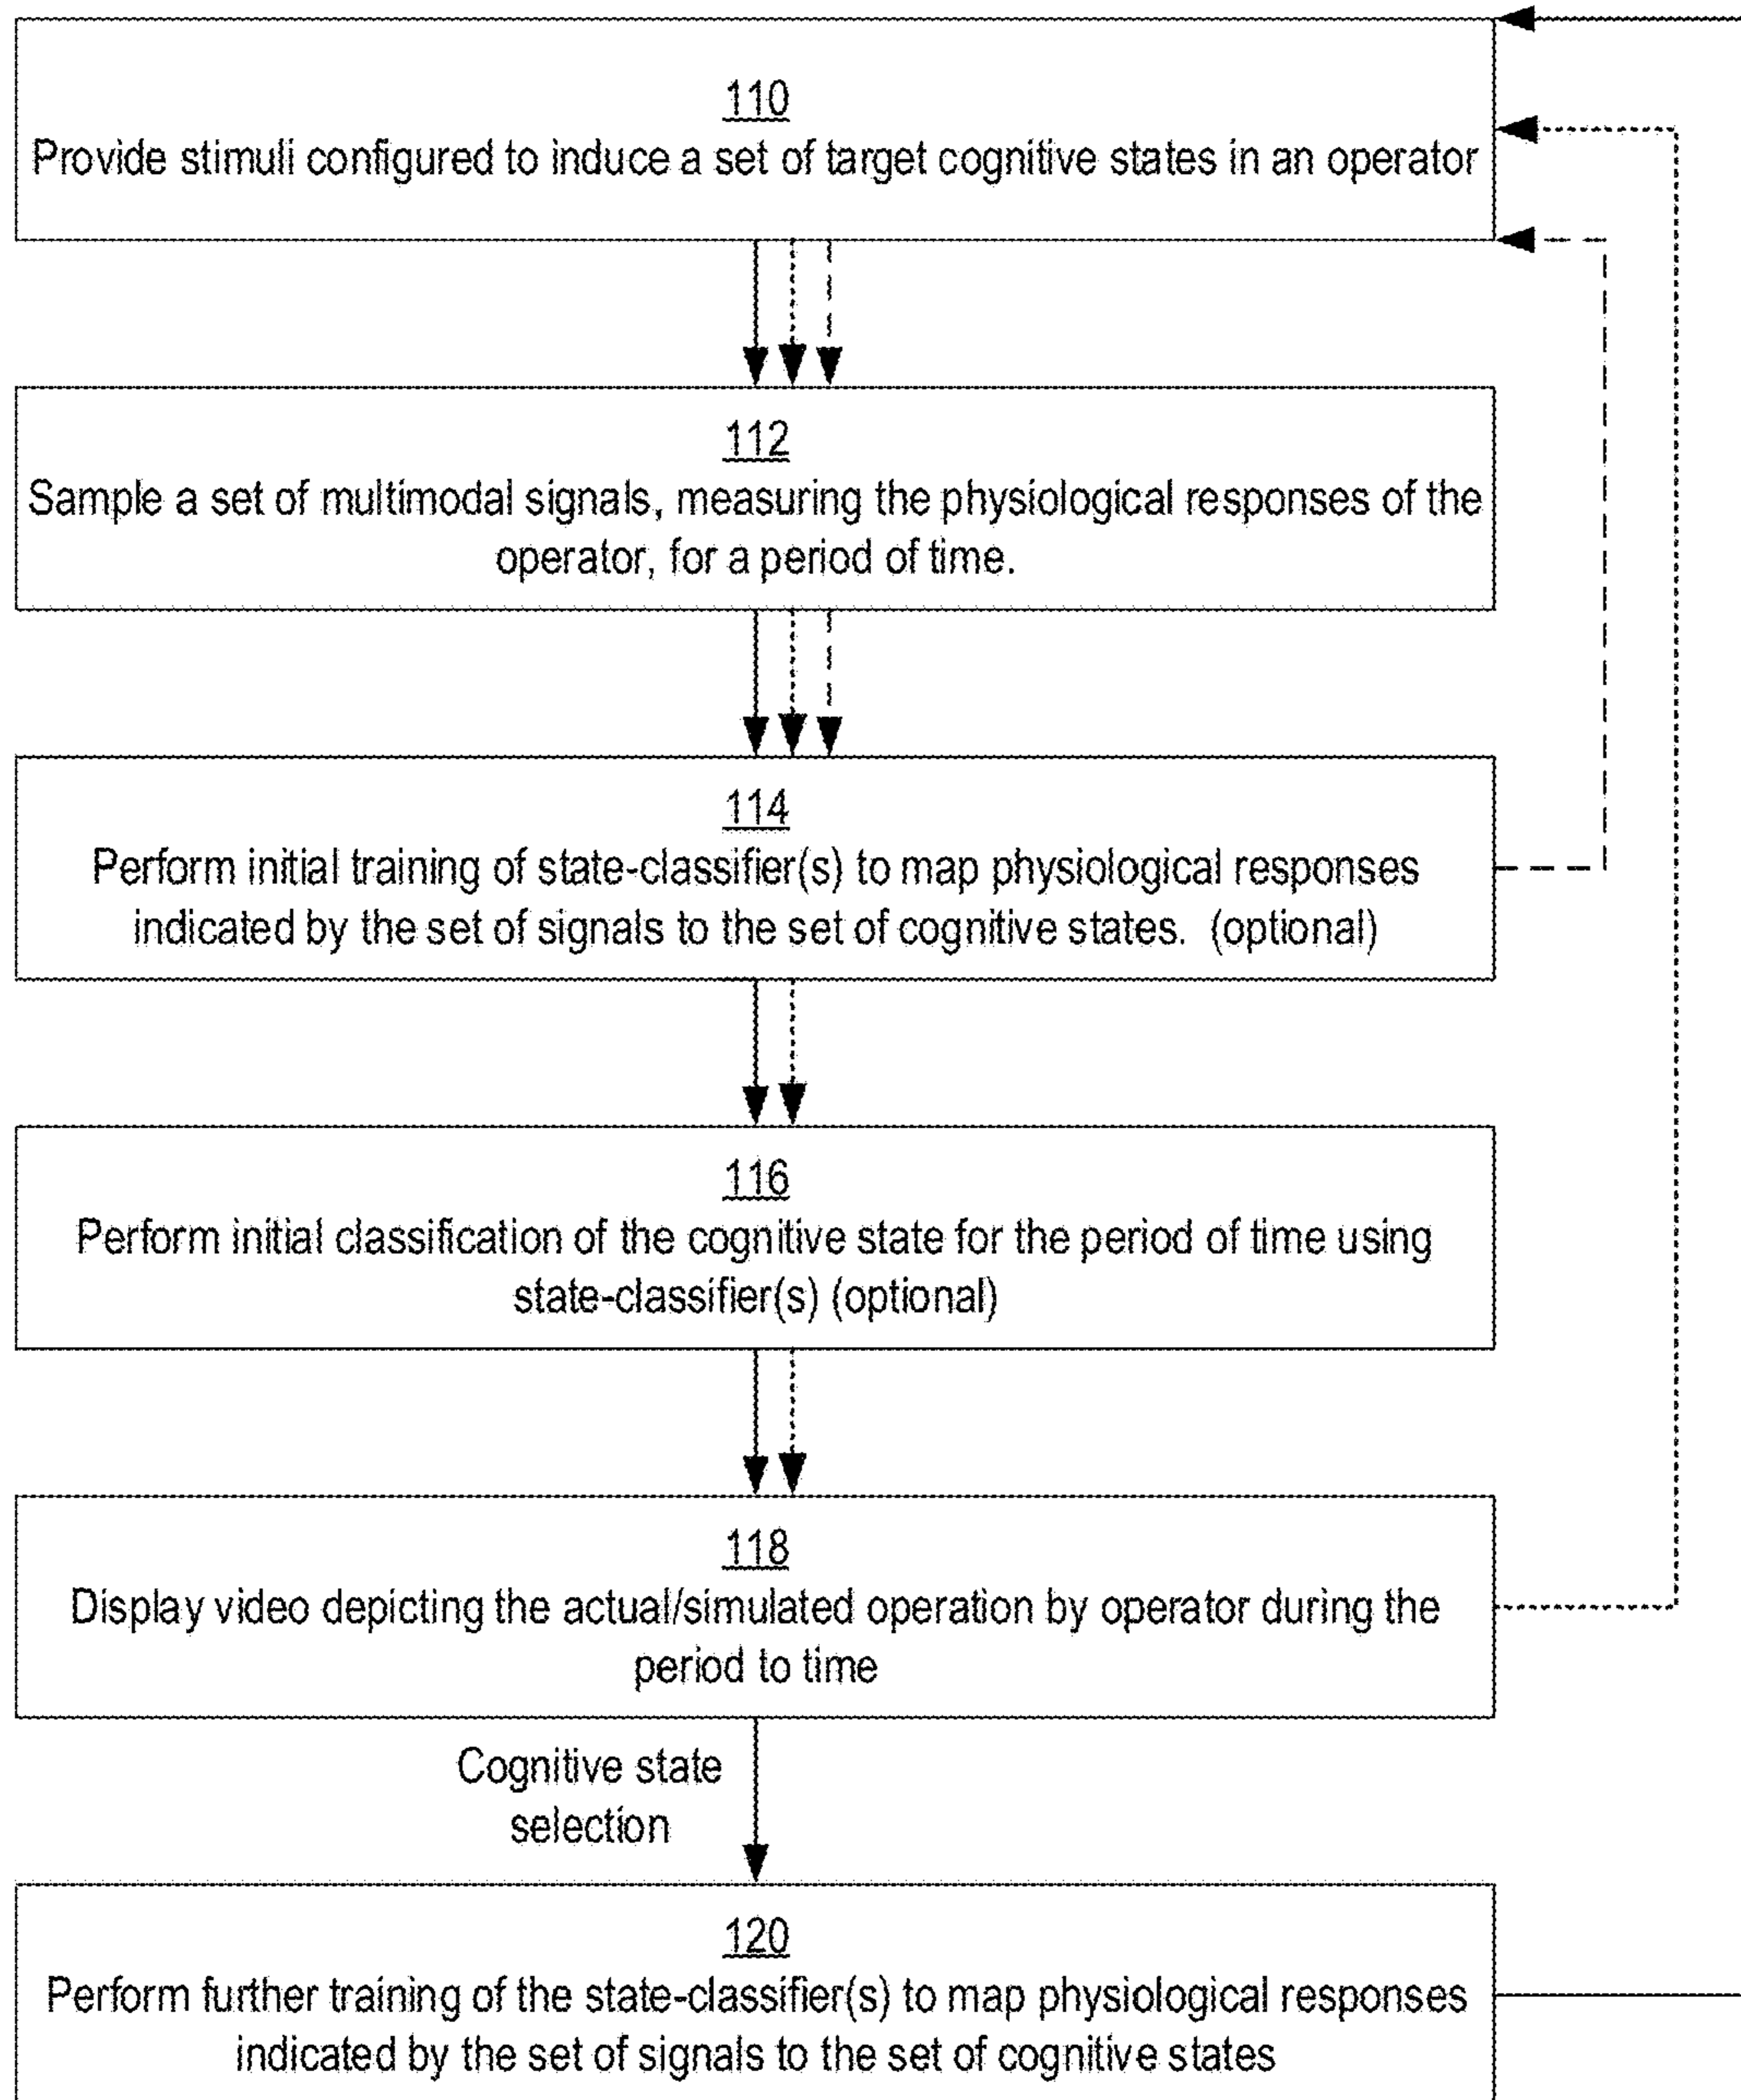 110
Provide stimuli configured to induce a set of target cognitive states in an operator
112
Sample a set of multimodal signals, measuring the physiological responses of the
operator, for a period of time.
114
Perform initial training of state-classifier(s) to map physiological responses
indicated by the set of signals to the set of cognitive states. (optional)
116
Perform initial classification of the cognitive state for the period of time using
state-classifier(s) (optional)
118
Display video depicting the actual/simulated operation by operator during the
period to time
Cognitive state
selection
120
Perform further training of the state-classifier(s) to map physiological responses
indicated by the set of signals to the set of cognitive states